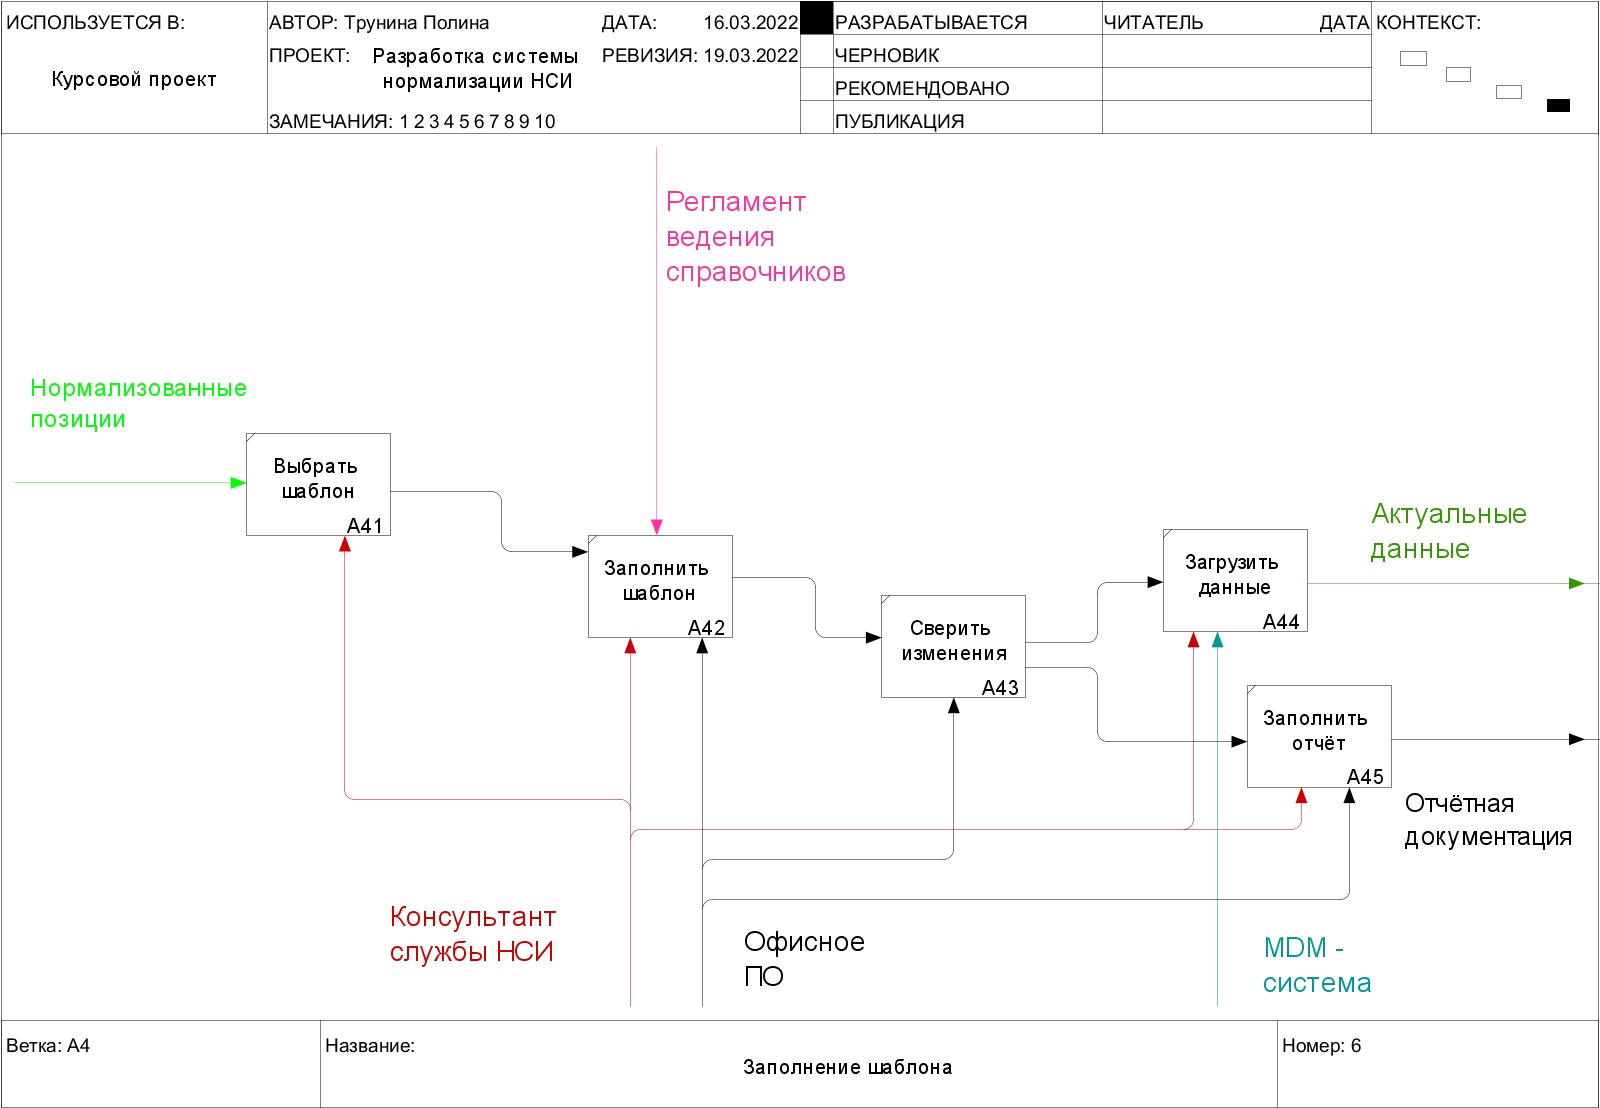 ИСПОЛЬЗУЕТСЯ В:
Курсовой проект
АВТОР: Трунина Полина
ДАТА: 16.03.2022
ПРОЕКТ: Разработка системы
нормализации НСИ
РЕВИЗИЯ: 19.03.2022
ЗАМЕЧАНИЯ: 1 2 3 4 5 6 7 8 9 10
РАЗРАБАТЫВАЕТСЯ
ЧЕРНОВИК
РЕКОМЕНДОВАНО
ПУБЛИКАЦИЯ
ЧИТАТЕЛЬ
ДАТА
КОНТЕКСТ:
Регламент
ведения
справочников
Нормализованные
позиции
Выбрать
шаблон
A41
Заполнить
шаблон
A42
Сверить
изменения
A43
Загрузить
данные
A44
Актуальные
данные
Заполнить
отчёт
A45
Отчётная
документация
Консультант
службы НСИ
Офисное
ПО
MDM -
система
Ветка: A4
Название:
Заполнение шаблона
Номер: 6